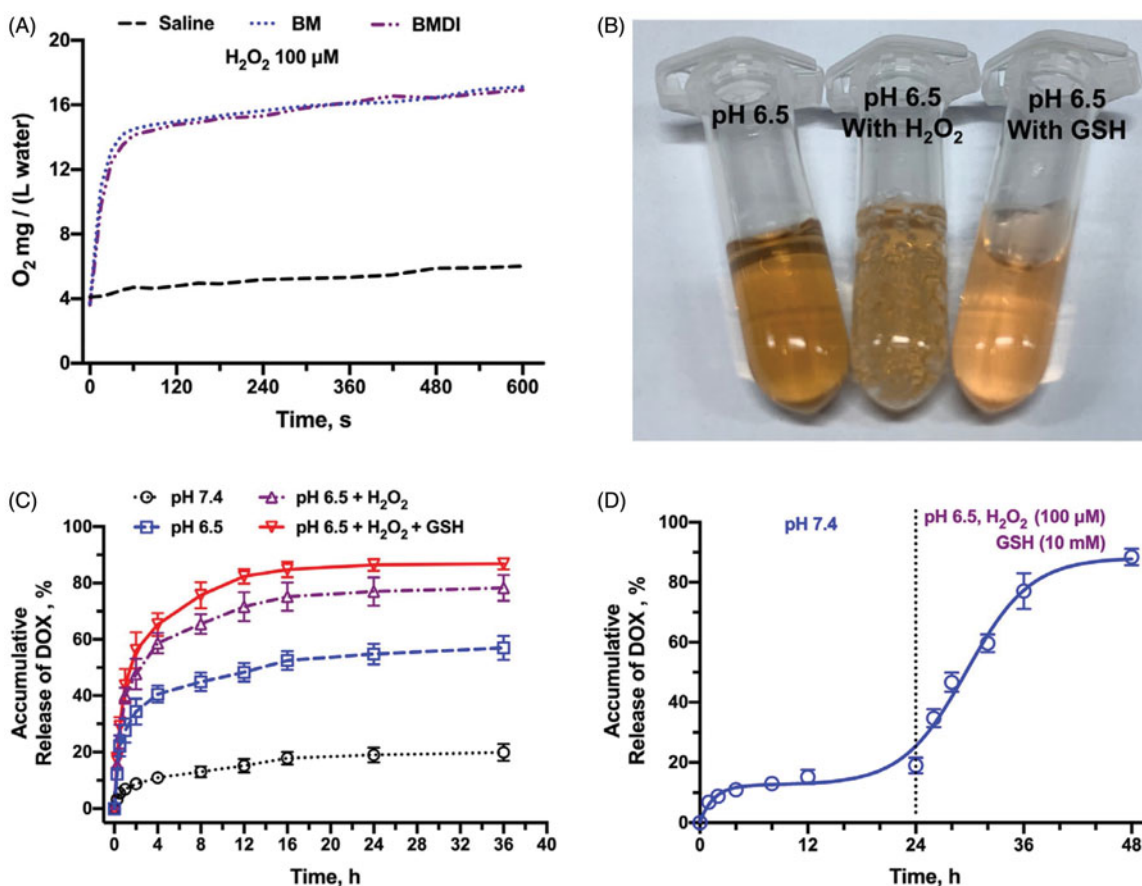 (A)
Saline BM BMDI
H₂O₂ 100 μM
20
16
12
8
4
0
O₂ mg / (L water)
0 120 240 360 480 600
Time, s
(B)
pH 6.5
pH 6.5
With H₂O₂
pH 6.5
With GSH
(C)
pH 7.4 pH 6.5 + H₂O₂
pH 6.5 pH 6.5 + H₂O₂ + GSH
100
80
60
40
20
0
Accumulative
Release of DOX , %
0 4 8 12 16 20 24 28 32 36 40
Time, h
(D)
pH 7.4
pH 6.5, H₂O₂ (100 μM)
GSH (10 mM)
100
80
60
40
20
0
Accumulative
Release of DOX , %
0 12 24 36 48
Time, h